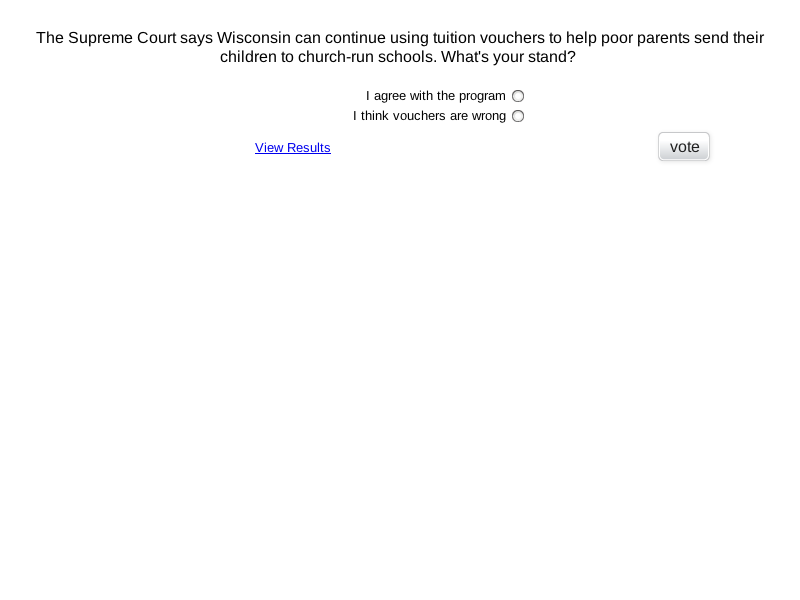 The Supreme Court says Wisconsin can continue using tuition vouchers to help poor parents send their
children to church-run schools. What's your stand?
I agree with the program
I think vouchers are wrong
View Results
vote